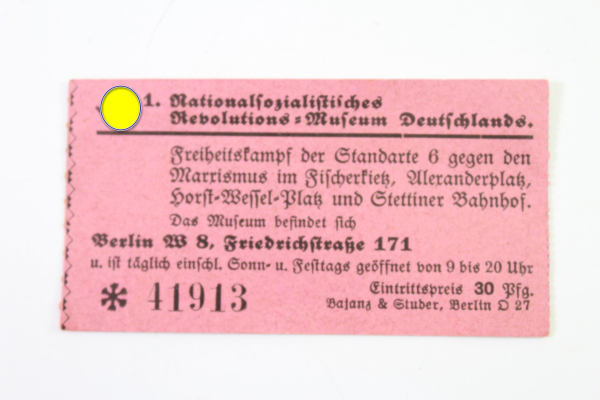 1. Nationalsozialistisches
Revolutions-Museum Deutschlands.
Freiheitskampf der Standarte 6 gegen den
Marxismus im Fischerkietz, Alexanderplatz,
Horst-Wessel-Platz und Stettiner Bahnhof.
Das Museum befindet sich
Berlin W 8, Friedrichstraße 171
u. ist täglich einschl. Sonn- u. Festtags geöffnet von 9 bis 20 Uhr
* 41913
Eintrittspreis 30 Pfg.
Bajanz & Studer, Berlin O 27